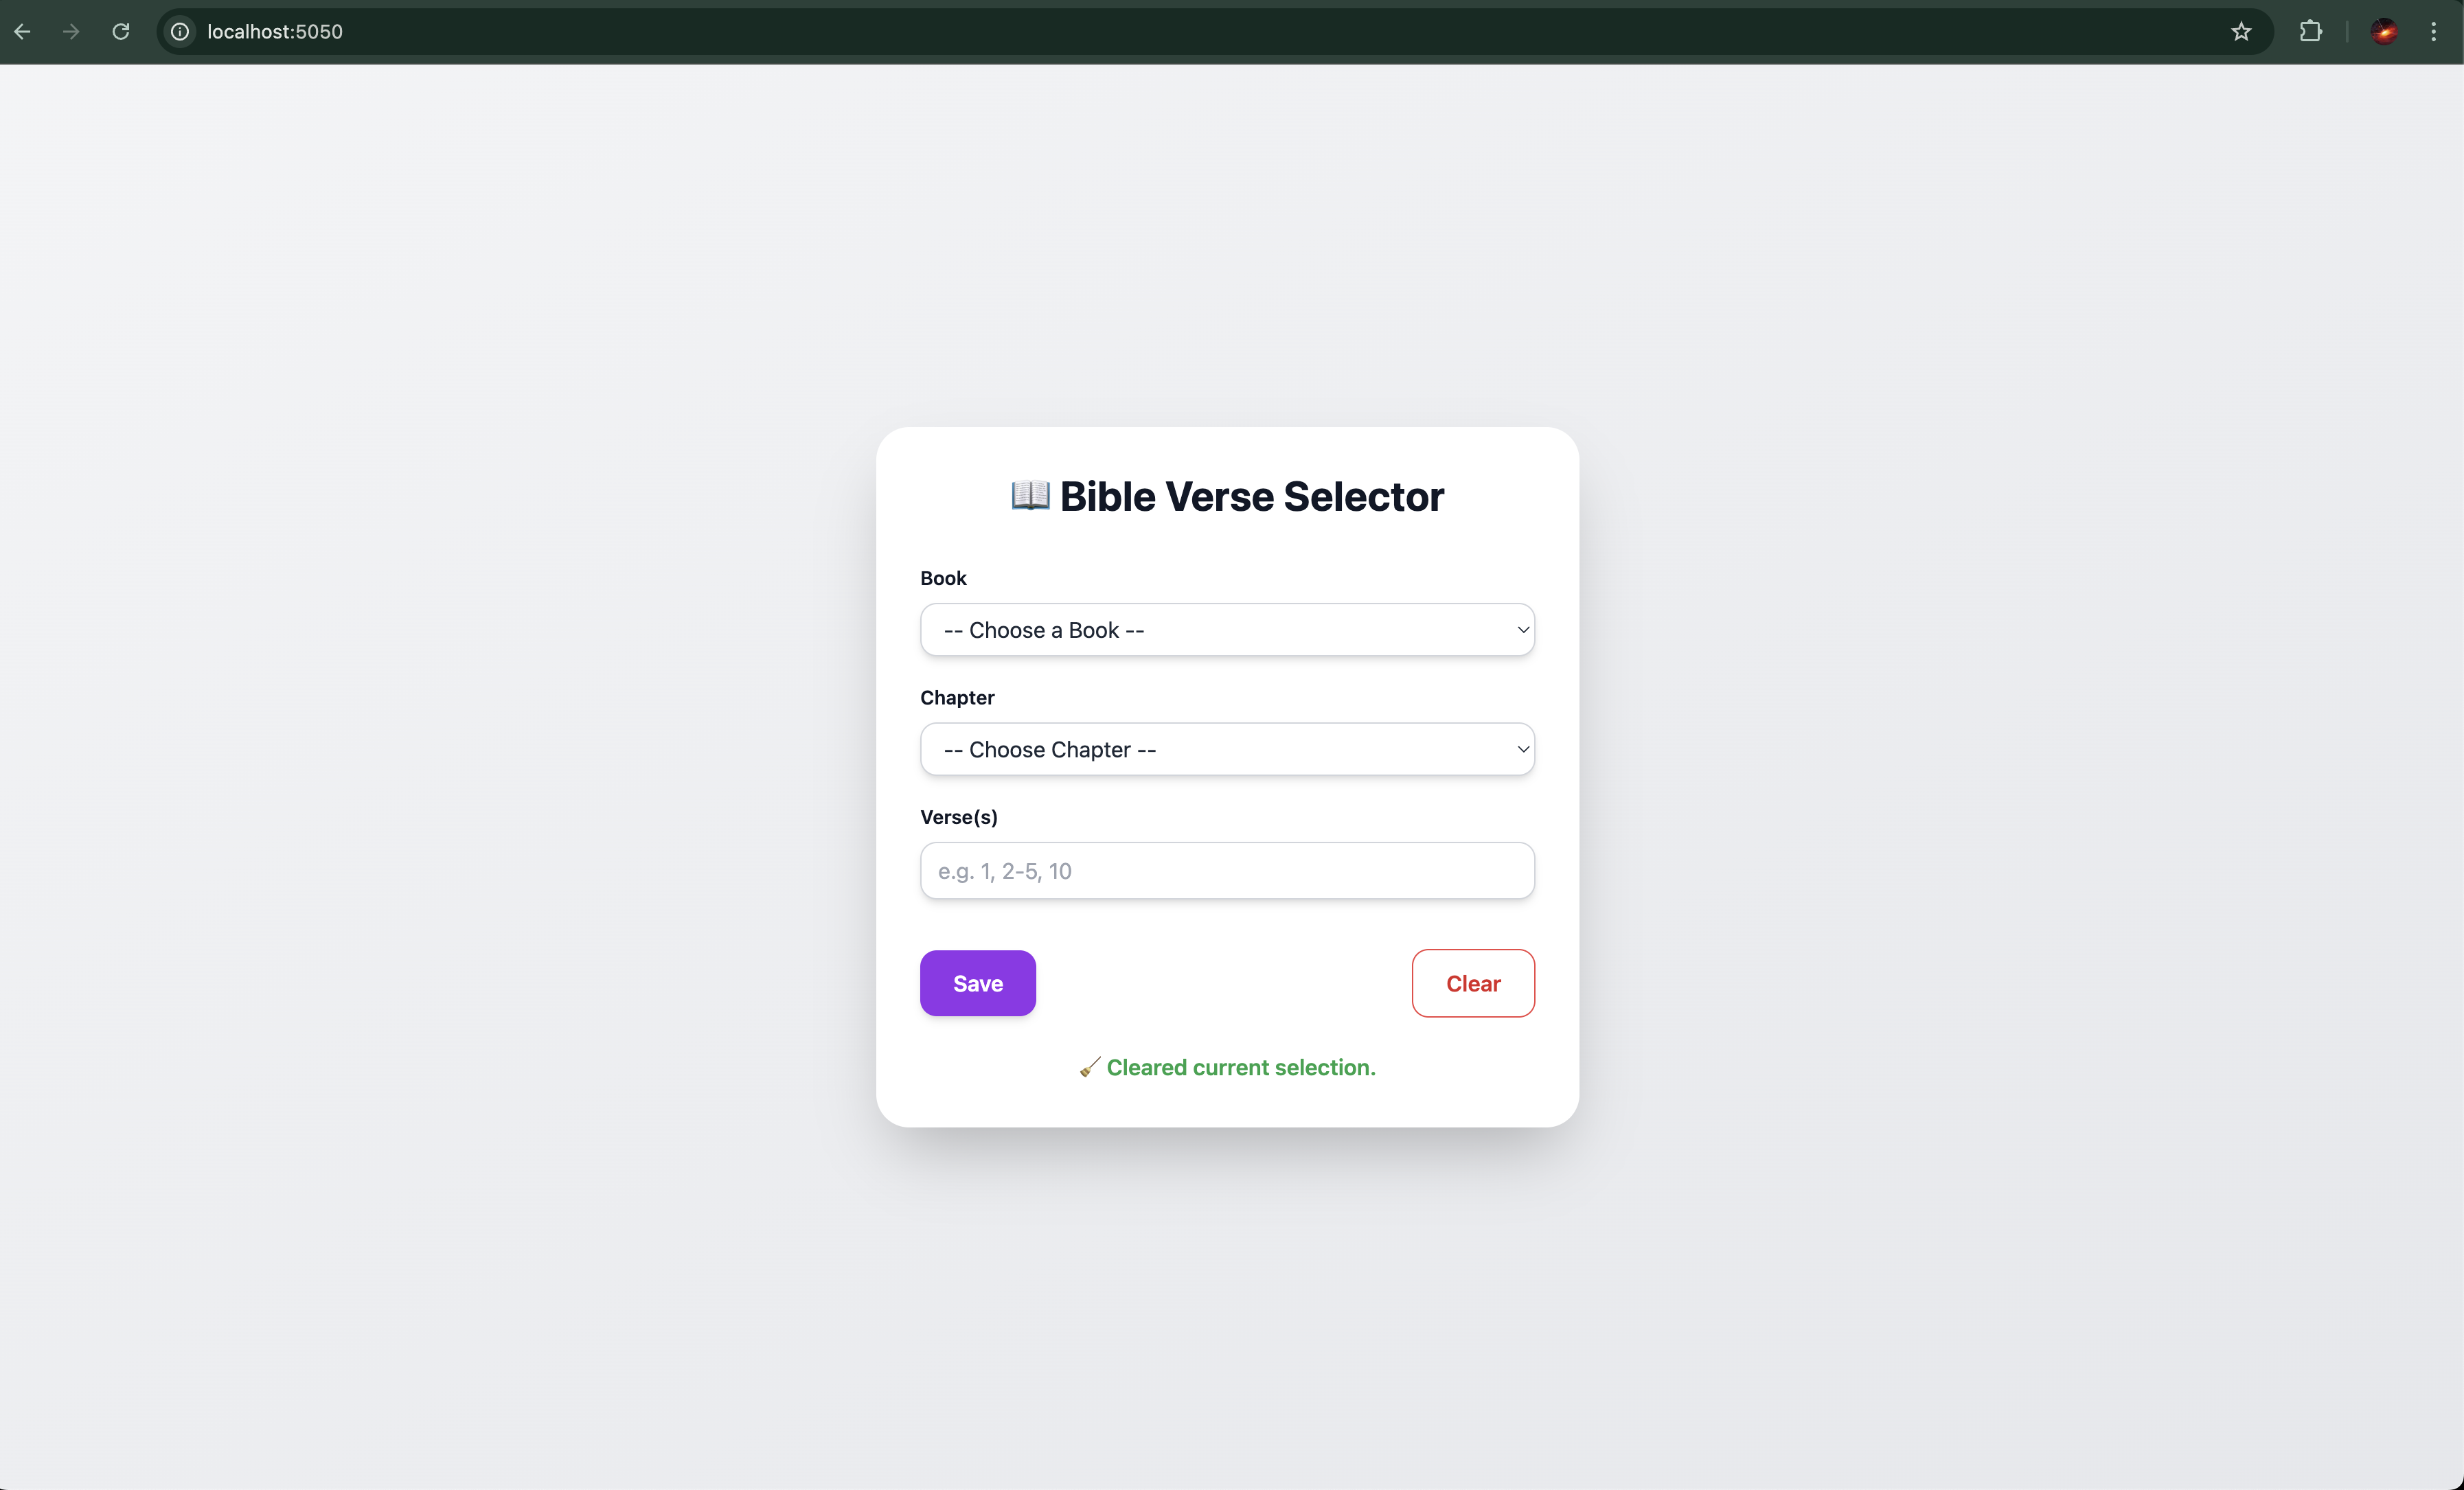 localhost:5050
📖 Bible Verse Selector
Book
-- Choose a Book --
Chapter
-- Choose Chapter --
Verse(s)
e.g. 1, 2-5, 10
Save
Clear
🧹 Cleared current selection.